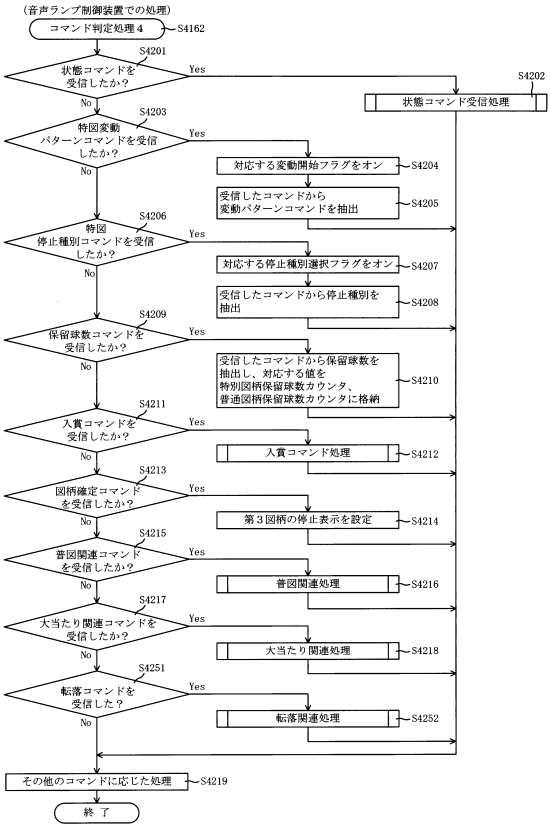 (音声ランプ制御装置での処理)
コマンド判定処理4
S4162
S4201
状態コマンドを
受信したか?
Yes
No
S4202
状態コマンド受信処理
S4203
特図変動
パターンコマンドを受信
したか?
Yes
No
対応する変動開始フラグをオン
S4204
受信したコマンドから
変動パターンコマンドを抽出
S4205
S4206
特図
停止種別コマンドを受信
したか?
Yes
No
対応する停止種別選択フラグをオン
S4207
受信したコマンドから停止種別を
抽出
S4208
S4209
保留球数コマンドを
受信したか?
Yes
No
受信したコマンドから保留球数を
抽出し、対応する値を
特別図柄保留球数カウンタ、
普通図柄保留球数カウンタに格納
S4210
S4211
入賞コマンドを
受信したか?
Yes
No
入賞コマンド処理
S4212
S4213
図柄確定コマンド
を受信したか?
Yes
No
第3図柄の停止表示を設定
S4214
S4215
普図関連コマンド
を受信したか?
Yes
No
普図関連処理
S4216
S4217
大当たり関連コマンドを
受信したか?
Yes
No
大当たり関連処理
S4218
S4251
転落コマンドを
受信した?
Yes
No
転落関連処理
S4252
その他のコマンドに応じた処理
S4219
終了